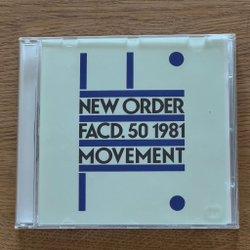 NEW ORDER
FACD. 50 1981
MOVEMENT